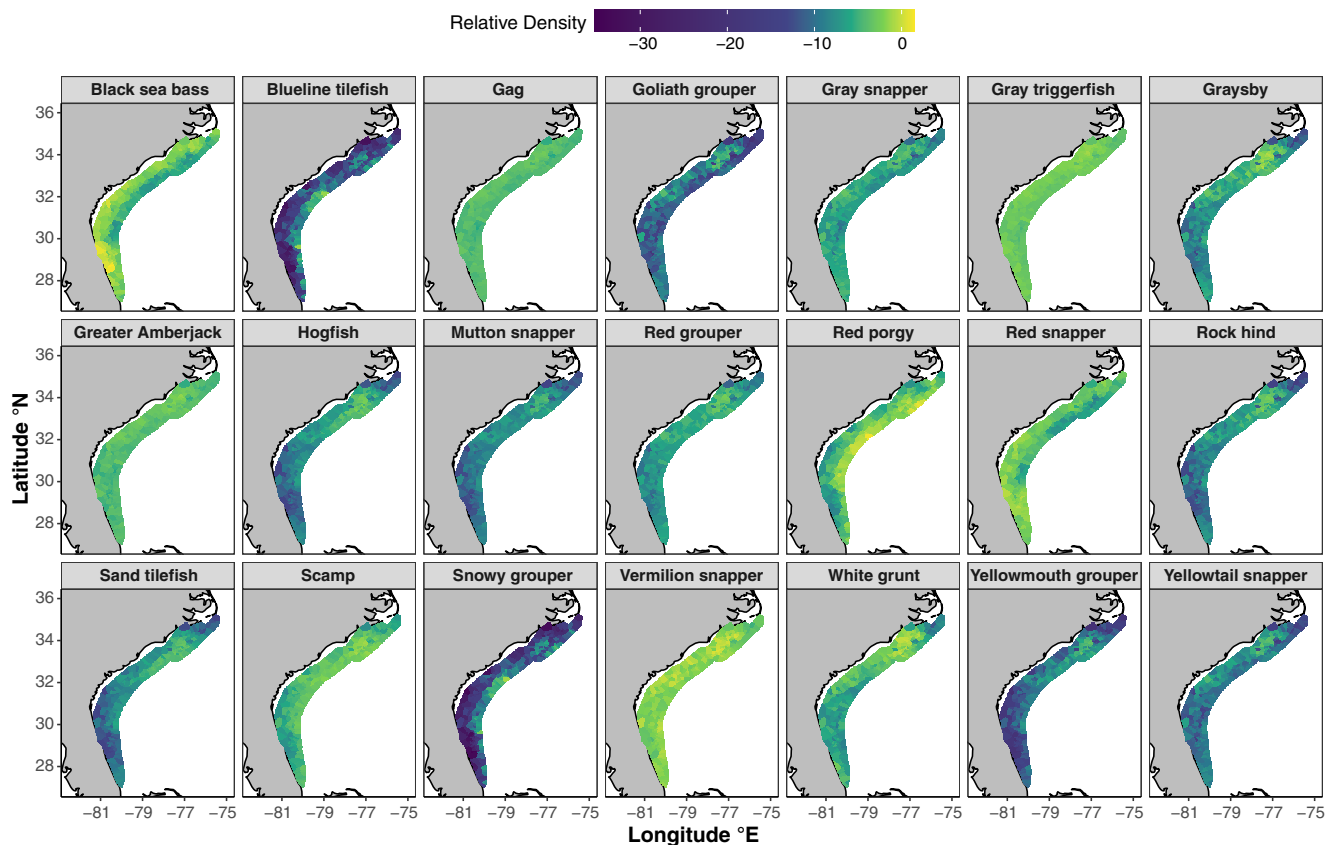 Relative Density
−30 −20 −10 0
Black sea bass Blueline tilefish Gag Goliath grouper Gray snapper Gray triggerfish Graysby
36
34
32
30
28
Greater Amberjack Hogfish Mutton snapper Red grouper Red porgy Red snapper Rock hind
36
34
32
30
28
Latitude °N
Sand tilefish Scamp Snowy grouper Vermilion snapper White grunt Yellowmouth grouper Yellowtail snapper
36
34
32
30
28
−81 −79 −77 −75 −81 −79 −77 −75 −81 −79 −77 −75 −81 −79 −77 −75 −81 −79 −77 −75 −81 −79 −77 −75 −81 −79 −77 −75
Longitude °E